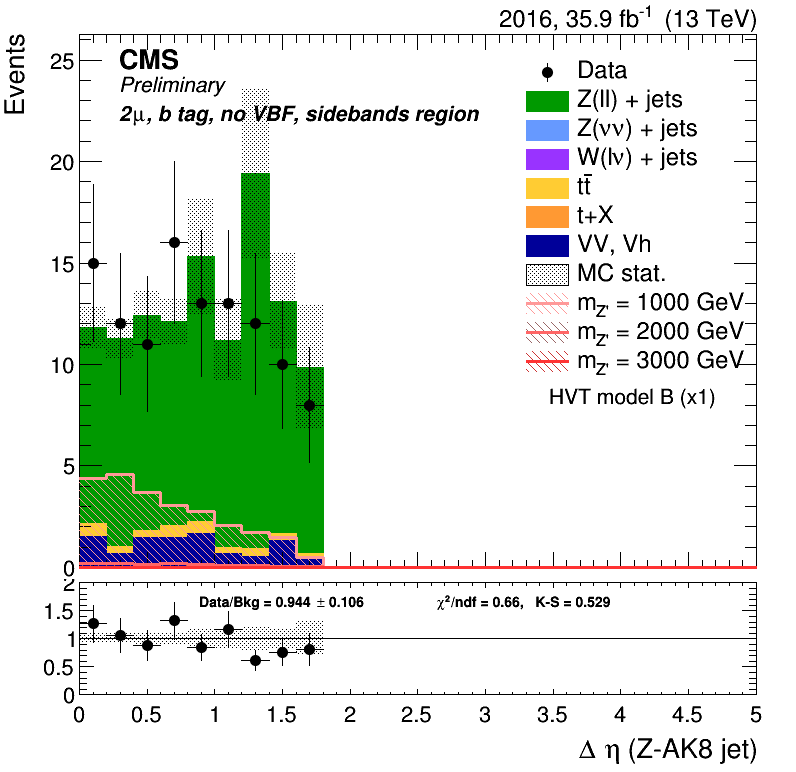 2016, 35.9 fb⁻¹ (13 TeV)
Events
CMS
Preliminary
2μ, b tag, no VBF, sidebands region
Data
Z(ll) + jets
Z(νν) + jets
W(lν) + jets
tt̄
t+X
VV, Vh
MC stat.
m_Z' = 1000 GeV
m_Z' = 2000 GeV
m_Z' = 3000 GeV
HVT model B (x1)
25
20
15
10
5
0
Data/Bkg = 0.944 ± 0.106
χ²/ndf = 0.66, K-S = 0.529
2
1.5
1
0.5
0
0 0.5 1 1.5 2 2.5 3 3.5 4 4.5 5
Δ η (Z-AK8 jet)